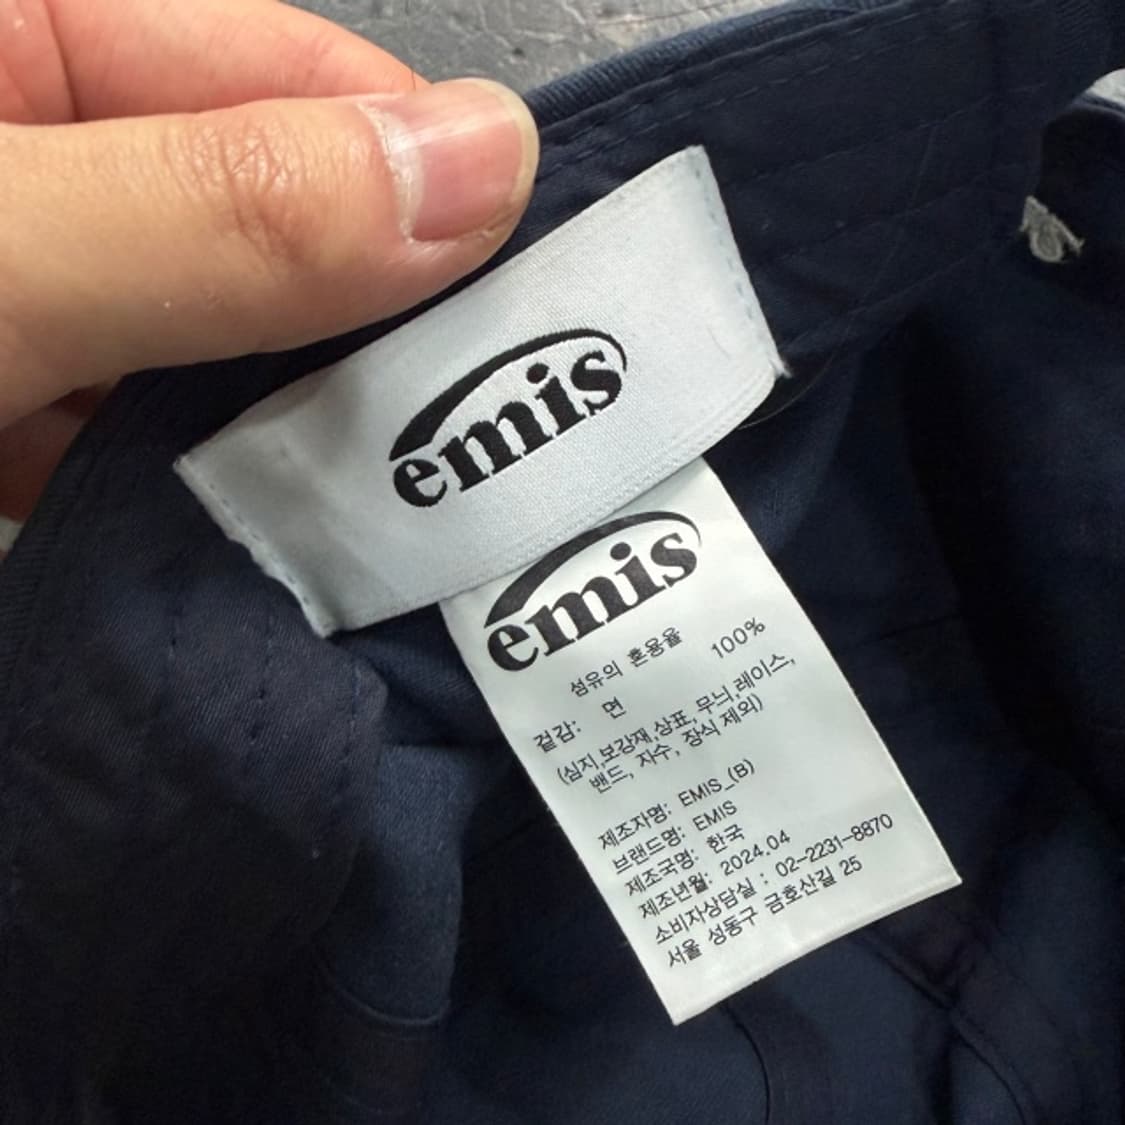 emis
emis
섬유의 혼용율
겉감: 면 100%
(심지,보강재,상표,무늬,레이스,
밴드, 자수, 장식 제외)
제조자명: EMIS_(B)
브랜드명: EMIS
제조국명: 한국
제조년월: 2024.04
소비자상담실 : 02-2231-8870
서울 성동구 금호산길 25